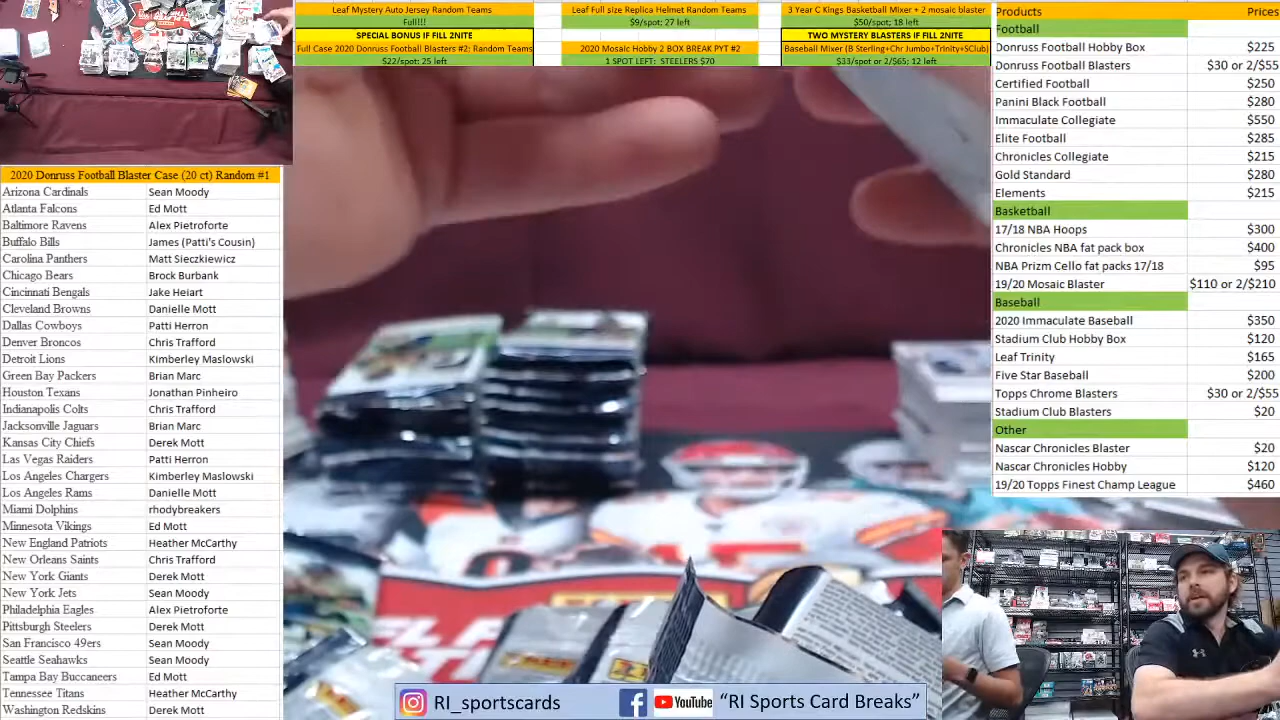 Leaf Mystery Auto Jersey Random Teams
Full!!!
SPECIAL BONUS IF FILL 2NITE
Full Case 2020 Donruss Football Blasters #2; Random Teams
$22/spot: 25 left
Leaf Full size Replica Helmet Random Teams
$9/spot; 27 left
2020 Mosaic Hobby 2 BOX BREAK PYT #2
1 SPOT LEFT: STEELERS $70
3 Year C Kings Basketball Mixer + 2 mosaic blaster
$50/spot; 18 left
TWO MYSTERY BLASTERS IF FILL 2NITE
Baseball Mixer (B Sterling+Chr Jumbo+Trinity+SClub)
$33/spot or 2/$65; 12 left
Products Prices
Football
Donruss Football Hobby Box $225
Donruss Football Blasters $30 or 2/$55
Certified Football $250
Panini Black Football $280
Immaculate Collegiate $550
Elite Football $285
Chronicles Collegiate $215
Gold Standard $280
Elements $215
Basketball
17/18 NBA Hoops $300
Chronicles NBA fat pack box $400
NBA Prizm Cello fat packs 17/18 $95
19/20 Mosaic Blaster $110 or 2/$210
Baseball
2020 Immaculate Baseball $350
Stadium Club Hobby Box $120
Leaf Trinity $165
Five Star Baseball $200
Topps Chrome Blasters $30 or 2/$55
Stadium Club Blasters $20
Other
Nascar Chronicles Blaster $20
Nascar Chronicles Hobby $120
19/20 Topps Finest Champ League $460
2020 Donruss Football Blaster Case (20 ct) Random #1
Arizona Cardinals Sean Moody
Atlanta Falcons Ed Mott
Baltimore Ravens Alex Pietroforte
Buffalo Bills James (Patti's Cousin)
Carolina Panthers Matt Sieczkiewicz
Chicago Bears Brock Burbank
Cincinnati Bengals Jake Heiart
Cleveland Browns Danielle Mott
Dallas Cowboys Patti Herron
Denver Broncos Chris Trafford
Detroit Lions Kimberley Maslowski
Green Bay Packers Brian Marc
Houston Texans Jonathan Pinheiro
Indianapolis Colts Chris Trafford
Jacksonville Jaguars Brian Marc
Kansas City Chiefs Derek Mott
Las Vegas Raiders Patti Herron
Los Angeles Chargers Kimberley Maslowski
Los Angeles Rams Danielle Mott
Miami Dolphins rhodybreakers
Minnesota Vikings Ed Mott
New England Patriots Heather McCarthy
New Orleans Saints Chris Trafford
New York Giants Derek Mott
New York Jets Sean Moody
Philadelphia Eagles Alex Pietroforte
Pittsburgh Steelers Derek Mott
San Francisco 49ers Sean Moody
Seattle Seahawks Sean Moody
Tampa Bay Buccaneers Ed Mott
Tennessee Titans Heather McCarthy
Washington Redskins Derek Mott
RI_sportscards YouTube "RI Sports Card Breaks"